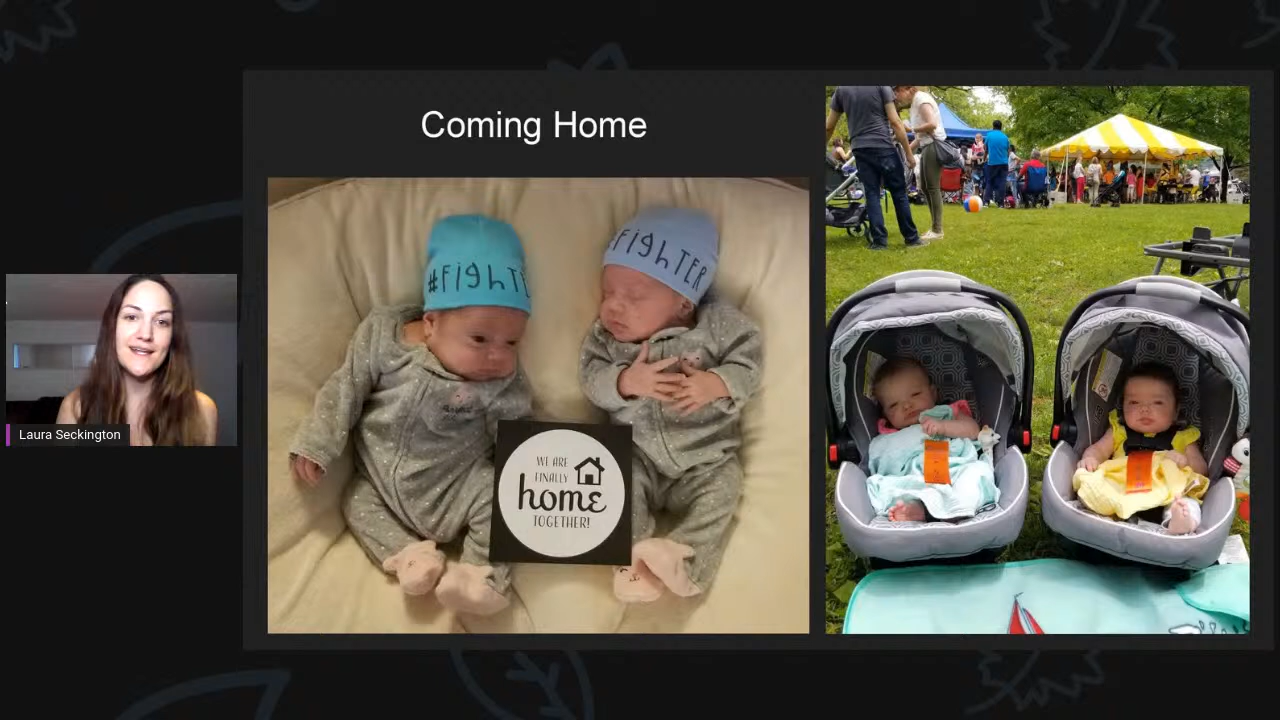 Coming Home
#FighTE
#FighTER
WE ARE
FINALLY
home
TOGETHER!
Laura Seckington